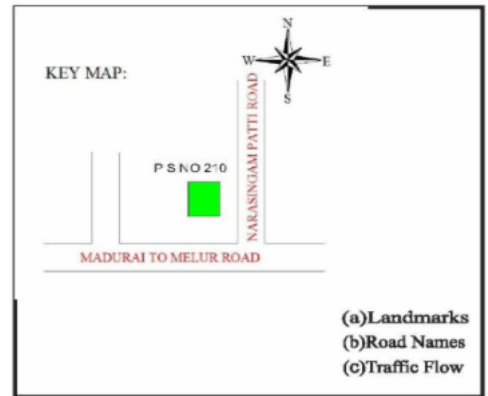 N
W E
S
KEY MAP:
NARASINGAM PATTI ROAD
P S NO 210
MADURAI TO MELUR ROAD
(a)Landmarks
(b)Road Names
(c)Traffic Flow